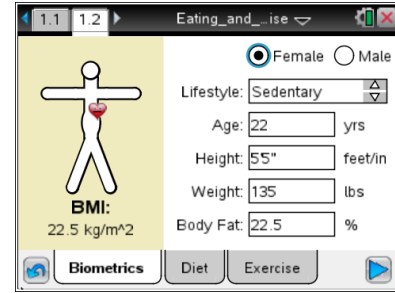 1.1 1.2 Eating_and_...ise
Female Male
Lifestyle: Sedentary
Age: 22 yrs
Height: 5'5" feet/in
Weight: 135 lbs
BMI:
22.5 kg/m^2
Body Fat: 22.5 %
Biometrics Diet Exercise